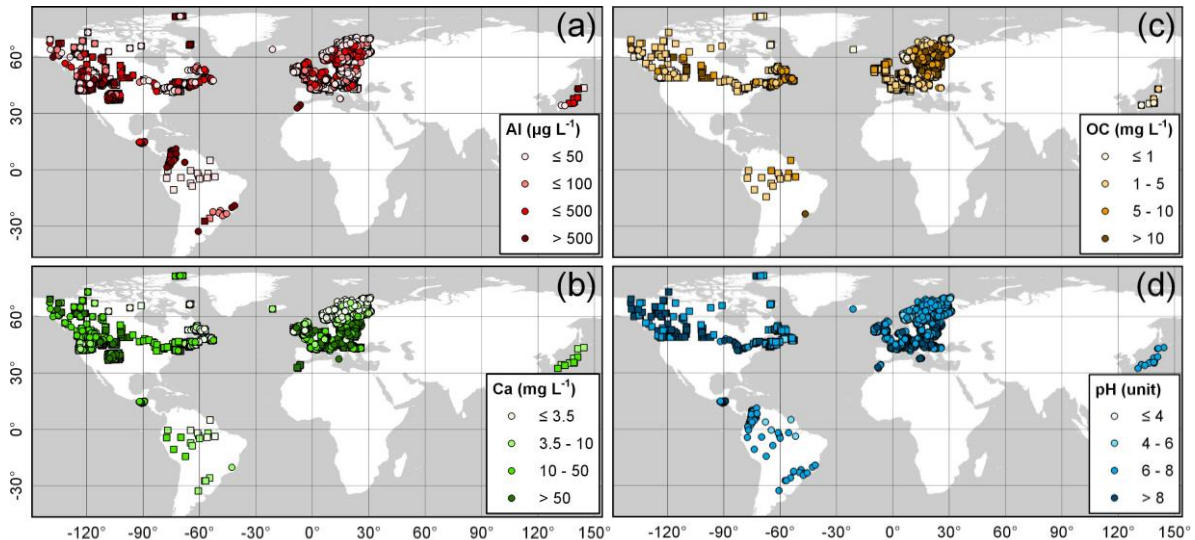 (a)
60°
30°
0°
-30°
Al (µg L⁻¹)
≤ 50
≤ 100
≤ 500
> 500
(c)
OC (mg L⁻¹)
≤ 1
1 - 5
5 - 10
> 10
(b)
60°
30°
0°
-30°
Ca (mg L⁻¹)
≤ 3.5
3.5 - 10
10 - 50
> 50
(d)
pH (unit)
≤ 4
4 - 6
6 - 8
> 8
-120° -90° -60° -30° 0° 30° 60° 90° 120° 150° -120° -90° -60° -30° 0° 30° 60° 90° 120° 150°